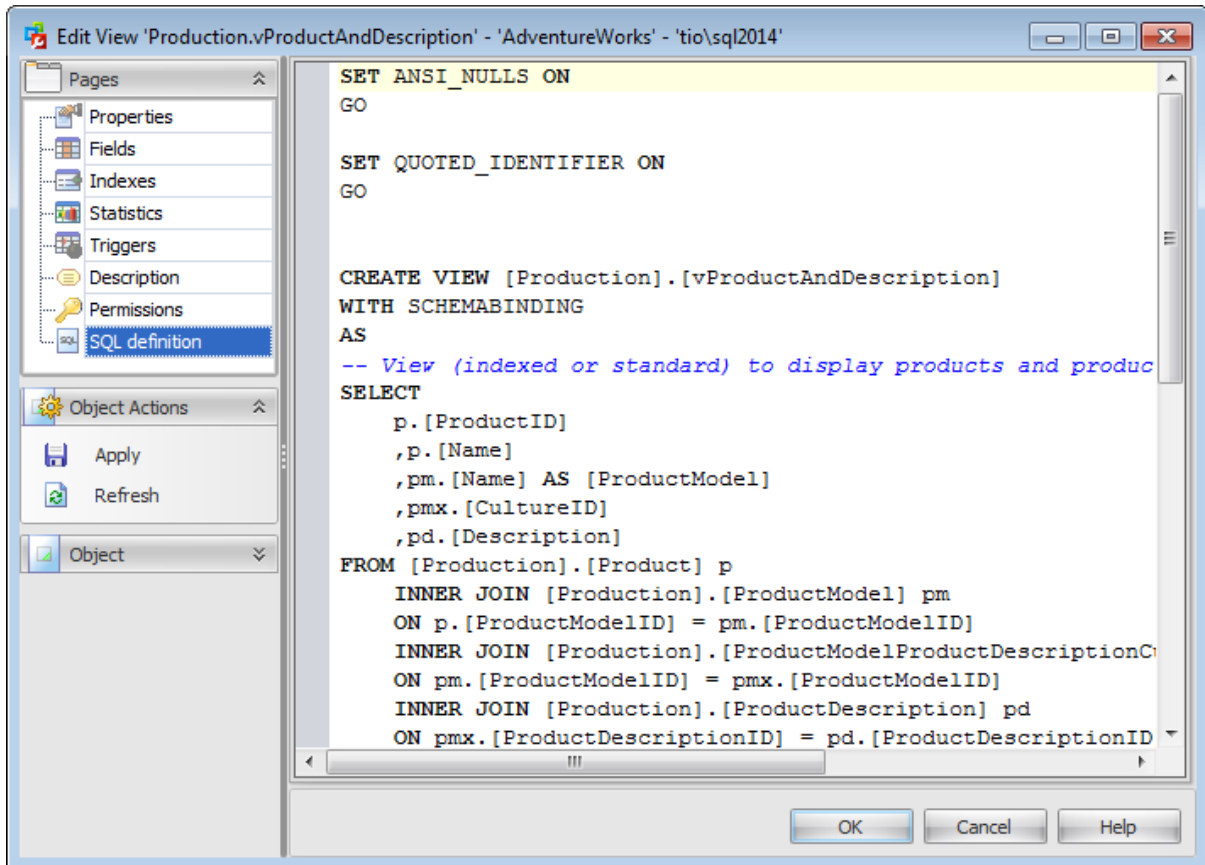 Edit View 'Production.vProductAndDescription' - 'AdventureWorks' - 'tio\sql2014'
Pages
Properties
Fields
Indexes
Statistics
Triggers
Description
Permissions
SQL definition
Object Actions
Apply
Refresh
Object
SET ANSI_NULLS ON
GO
SET QUOTED_IDENTIFIER ON
GO
CREATE VIEW [Production].[vProductAndDescription]
WITH SCHEMABINDING
AS
-- View (indexed or standard) to display products and produc
SELECT
p.[ProductID]
,p.[Name]
,pm.[Name] AS [ProductModel]
,pmx.[CultureID]
,pd.[Description]
FROM [Production].[Product] p
INNER JOIN [Production].[ProductModel] pm
ON p.[ProductModelID] = pm.[ProductModelID]
INNER JOIN [Production].[ProductModelProductDescriptionCu
ON pm.[ProductModelID] = pmx.[ProductModelID]
INNER JOIN [Production].[ProductDescription] pd
ON pmx.[ProductDescriptionID] = pd.[ProductDescriptionID
OK
Cancel
Help